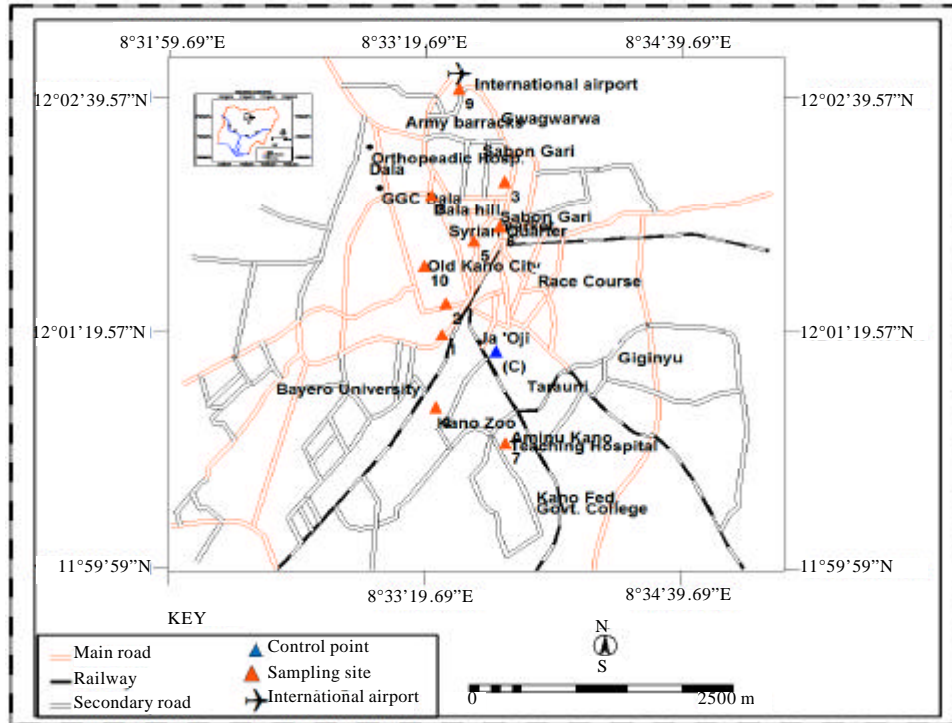 8°31'59.69"E
8°33'19.69"E
8°34'39.69"E
12°02'39.57"N
12°02'39.57"N
International airport
9
Army barracks
Gwagwarwa
Sabon Gari
Orthopeadic Hosp.
Dala
3
GGC Dala
Dala hill
Sabon Gari
Syrian Quarter
5
Old Kano City
10
Race Course
2
12°01'19.57"N
12°01'19.57"N
Ja 'Oji
1
(C)
Giginyu
Tarauni
Bayero University
Kano Zoo
Aminu Kano
Teaching Hospital
7
Kano Fed.
Govt. College
11°59'59"N
11°59'59"N
8°33'19.69"E
8°34'39.69"E
KEY
Main road
Railway
Secondary road
Control point
Sampling site
International airport
N
S
0
2500 m